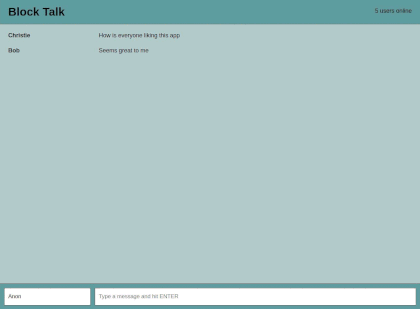 Block Talk
5 users online
Christie How is everyone liking this app
Bob Seems great to me
Anon Type a message and hit ENTER